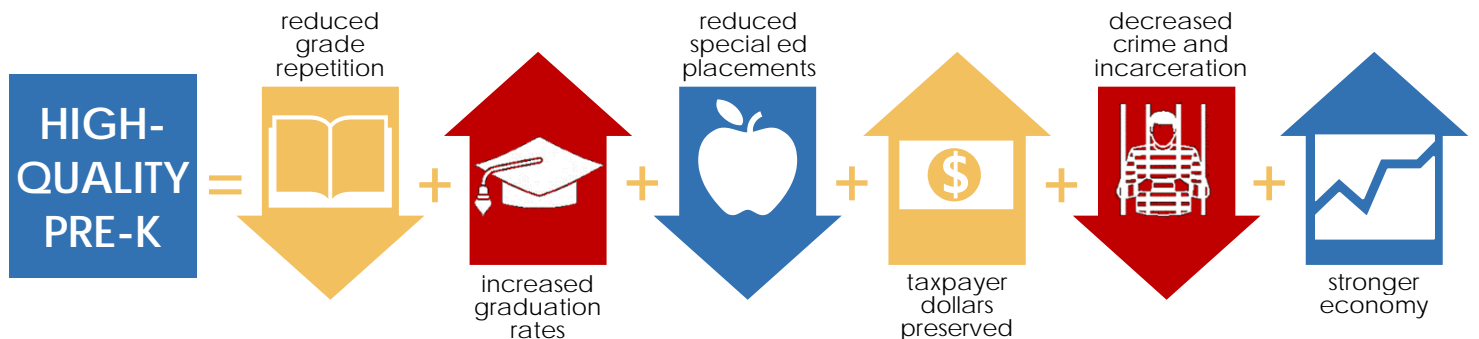 HIGH-
QUALITY
PRE-K
=
reduced
grade
repetition
+
increased
graduation
rates
+
reduced
special ed
placements
+
$
taxpayer
dollars
preserved
+
decreased
crime and
incarceration
+
stronger
economy